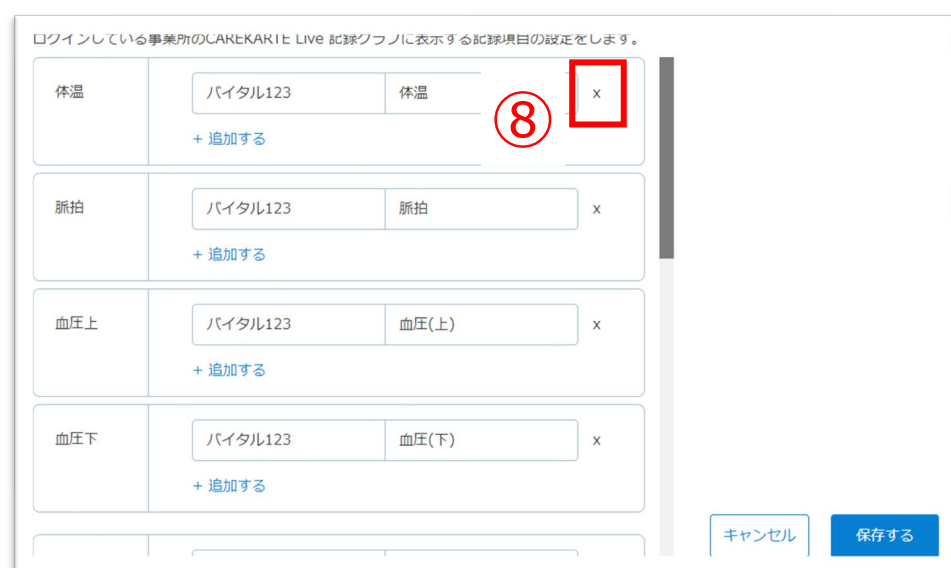 ログインしている事業所のCAREKARTE Live 記録グラフに表示する記録項目の設定をします。
体温 バイタル123 体温 ⑧ x
+ 追加する
脈拍 バイタル123 脈拍 x
+ 追加する
血圧上 バイタル123 血圧(上) x
+ 追加する
血圧下 バイタル123 血圧(下) x
+ 追加する
キャンセル 保存する